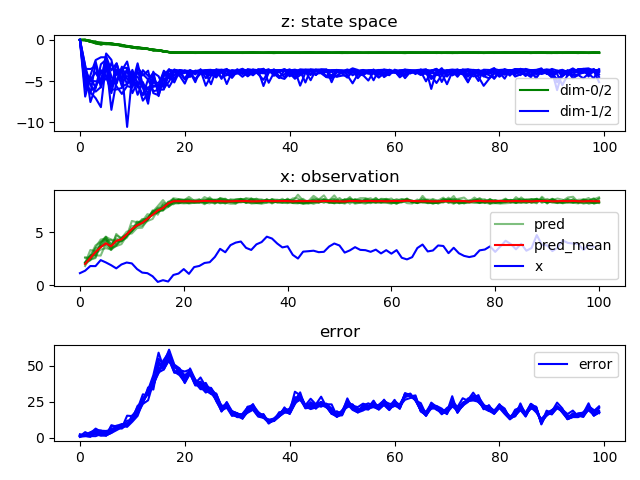 z: state space
0
−5
−10
dim-0/2
dim-1/2
0 20 40 60 80 100
x: observation
5
0
pred
pred_mean
x
0 20 40 60 80 100
error
50
25
0
error
0 20 40 60 80 100